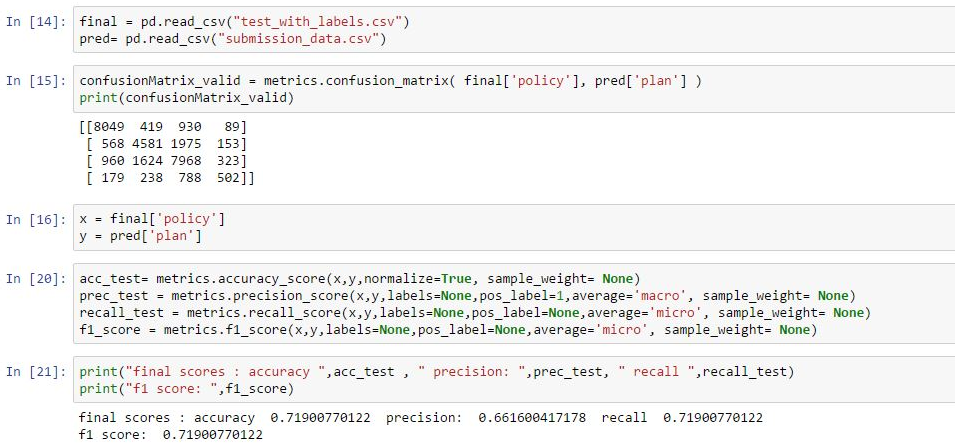 In [14]: final = pd.read_csv("test_with_labels.csv")
pred= pd.read_csv("submission_data.csv")
In [15]: confusionMatrix_valid = metrics.confusion_matrix( final['policy'], pred['plan'] )
print(confusionMatrix_valid)
[[8049  419  930   89]
 [ 568 4581 1975  153]
 [ 960 1624 7968  323]
 [ 179  238  788  502]]
In [16]: x = final['policy']
y = pred['plan']
In [20]: acc_test= metrics.accuracy_score(x,y,normalize=True, sample_weight= None)
prec_test = metrics.precision_score(x,y,labels=None,pos_label=1,average='macro', sample_weight= None)
recall_test = metrics.recall_score(x,y,labels=None,pos_label=None,average='micro', sample_weight= None)
f1_score = metrics.f1_score(x,y,labels=None,pos_label=None,average='micro', sample_weight= None)
In [21]: print("final scores : accuracy ",acc_test , " precision: ",prec_test, " recall ",recall_test)
print("f1 score: ",f1_score)
final scores : accuracy  0.71900770122  precision:  0.661600417178  recall  0.71900770122
f1 score:  0.71900770122